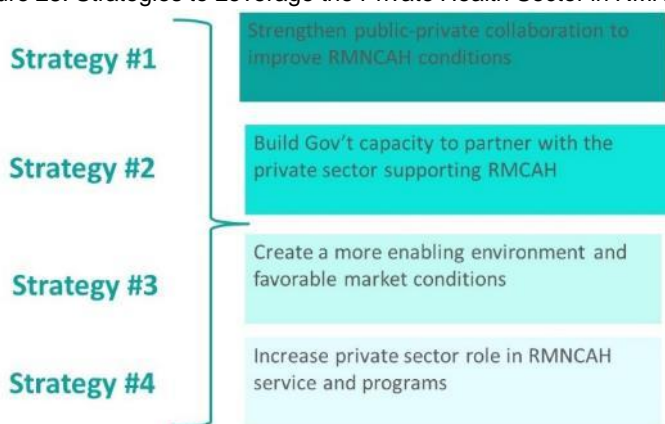 Strategies to Leverage the Private Health Sector in
Strategy #1
Strengthen public-private collaboration to
improve RMNCAH conditions
Strategy #2
Build Gov't capacity to partner with the
private sector supporting RMCAH
Strategy #3
Create a more enabling environment and
favorable market conditions
Strategy #4
Increase private sector role in RMNCAH
service and programs